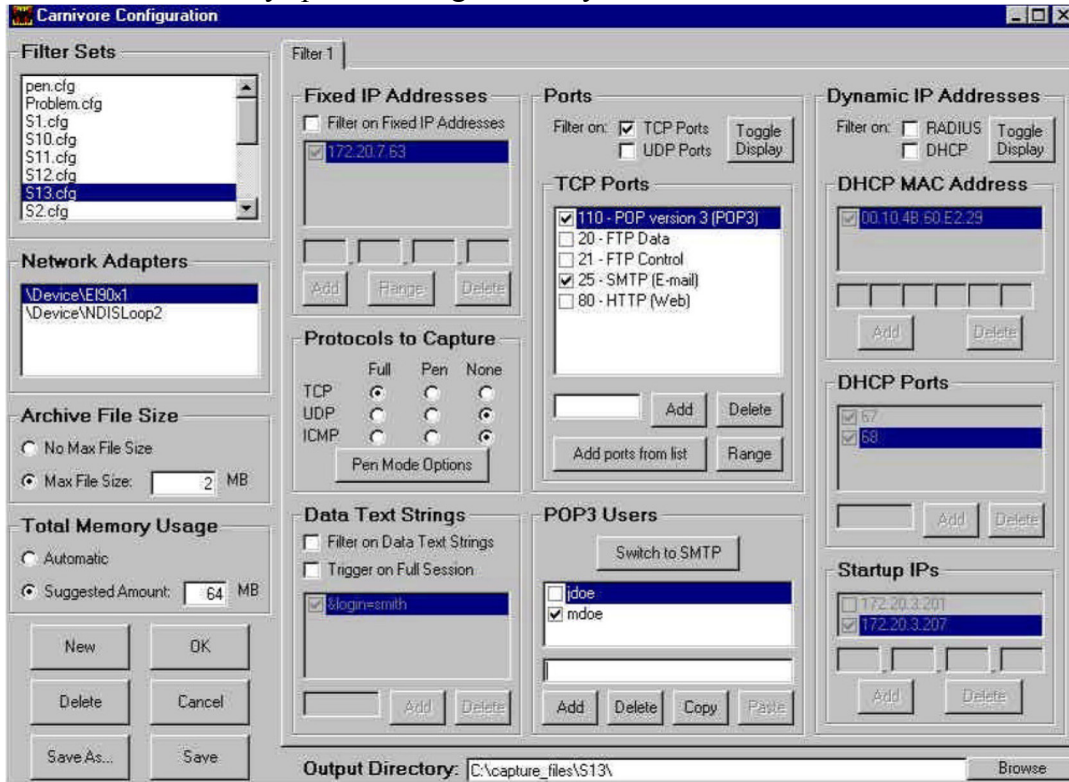 Carnivore Configuration
Filter Sets
pen.cfg
Problem.cfg
S1.cfg
S10.cfg
S11.cfg
S12.cfg
S13.cfg
S2.cfg
Network Adapters
\Device\El90x1
\Device\NDISLoop2
Archive File Size
No Max File Size
Max File Size: 2 MB
Total Memory Usage
Automatic
Suggested Amount: 64 MB
New OK
Delete Cancel
Save As... Save
Filter 1
Fixed IP Addresses
Filter on Fixed IP Addresses
172.20.7.63
Add Range Delete
Protocols to Capture
Full Pen None
TCP
UDP
ICMP
Pen Mode Options
Data Text Strings
Filter on Data Text Strings
Trigger on Full Session
&login=smith
Add Delete
Ports
Filter on: TCP Ports
UDP Ports
Toggle Display
TCP Ports
110 - POP version 3 (POP3)
20 - FTP Data
21 - FTP Control
25 - SMTP (E-mail)
80 - HTTP (Web)
Add Delete
Add ports from list Range
POP3 Users
Switch to SMTP
jdoe
mdoe
Add Delete Copy Paste
Dynamic IP Addresses
Filter on: RADIUS
DHCP
Toggle Display
DHCP MAC Address
00.10.4B.60.E2.29
Add Delete
DHCP Ports
67
68
Add Delete
Startup IPs
172.20.3.201
172.20.3.207
Add Delete
Output Directory: C:\capture_files\S13\ Browse